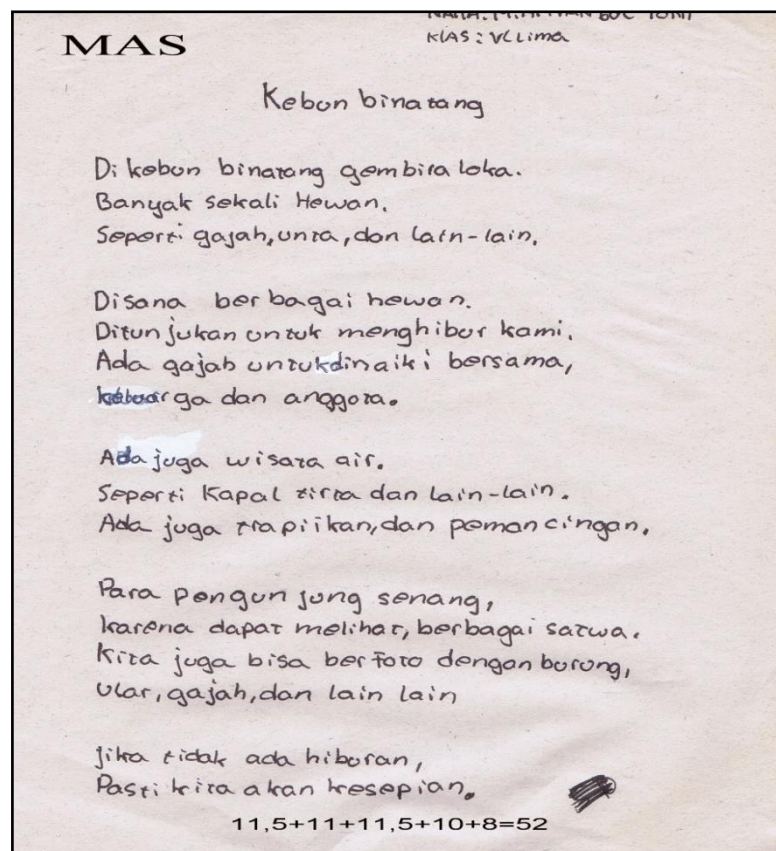 MAS
NAMA:
KlAS : V(Lima
Kebun binatang
Di kebun binatang gembira loka.
Banyak sekali Hewan.
Seperti gajah, unta, dan lain-lain.
Disana berbagai hewan.
Ditunjukan untuk menghibur kami.
Ada gajah untuk dinaiki bersama,
keluarga dan anggota.
Ada juga wisata air.
Seperti Kapal tirta dan lain-lain.
Ada juga trapiikan, dan pemancingan.
Para pengunjung senang,
karena dapat melihat, berbagai satwa.
Kita juga bisa berfoto dengan burung,
ular, gajah, dan lain lain
jika tidak ada hiburan,
Pasti kita akan kesepian.
11,5+11+11,5+10+8=52